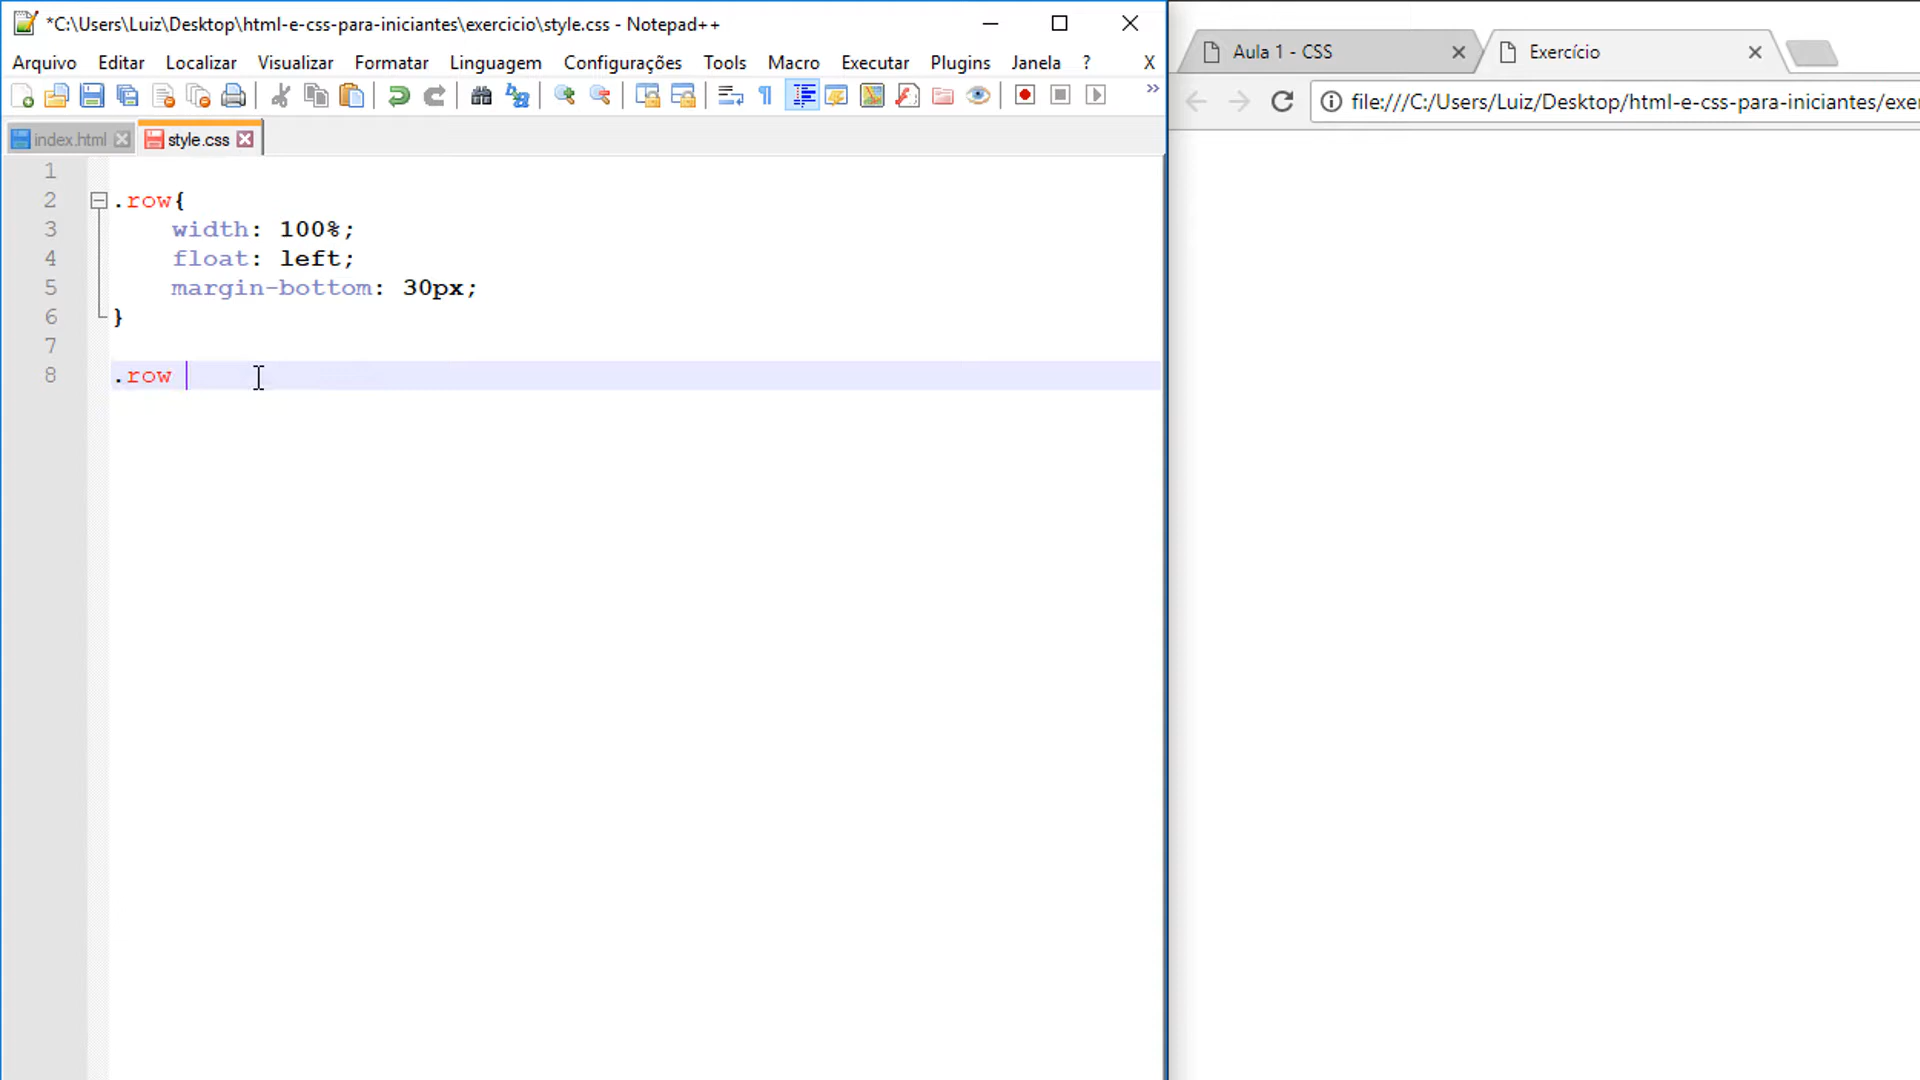 *C:\Users\Luiz\Desktop\html-e-css-para-iniciantes\exercicio\style.css - Notepad++
Arquivo Editar Localizar Visualizar Formatar Linguagem Configurações Tools Macro Executar Plugins Janela ? X
index.html style.css
1
2 .row{
3 width: 100%;
4 float: left;
5 margin-bottom: 30px;
6 }
7
8 .row
Aula 1 - CSS
Exercício
file:///C:/Users/Luiz/Desktop/html-e-css-para-iniciantes/exer